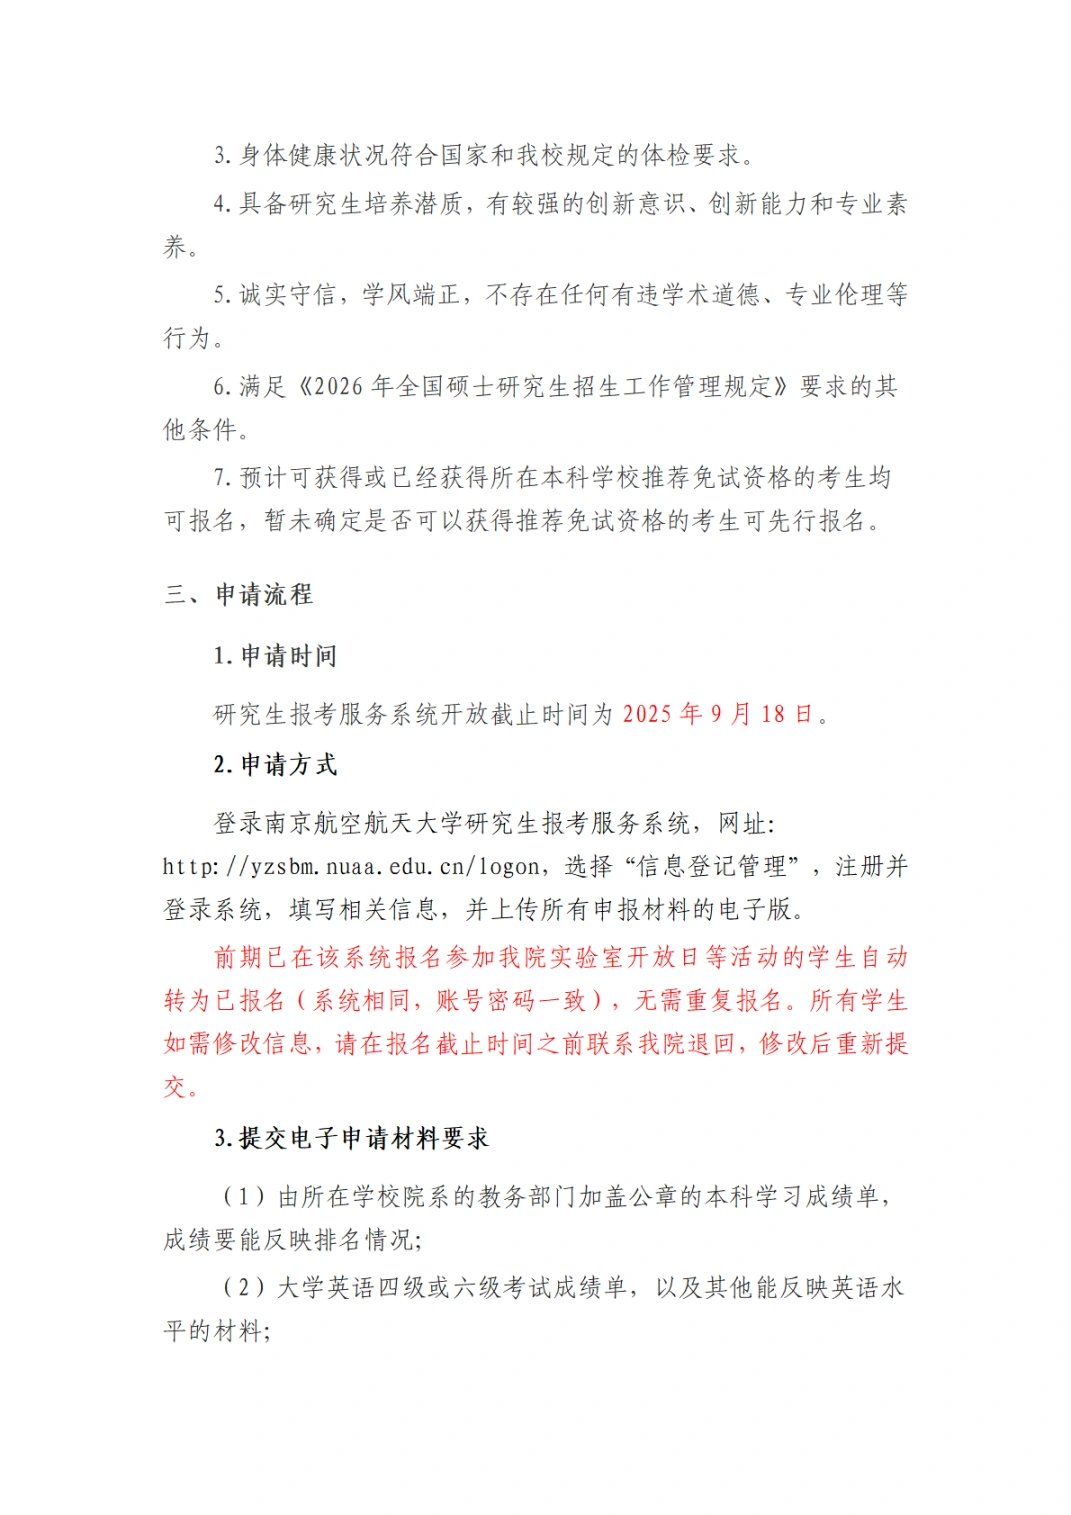 3.身体健康状况符合国家和我校规定的体检要求。
4.具备研究生培养潜质，有较强的创新意识、创新能力和专业素
养。
5.诚实守信，学风端正，不存在任何有违学术道德、专业伦理等
行为。
6.满足《2026 年全国硕士研究生招生工作管理规定》要求的其
他条件。
7.预计可获得或已经获得所在本科学校推荐免试资格的考生均
可报名，暂未确定是否可以获得推荐免试资格的考生可先行报名。
三、申请流程
1.申请时间
研究生报考服务系统开放截止时间为 2025 年 9 月 18 日。
2.申请方式
登录南京航空航天大学研究生报考服务系统，网址：
http://yzsbm.nuaa.edu.cn/logon，选择“信息登记管理”，注册并
登录系统，填写相关信息，并上传所有申报材料的电子版。
前期已在该系统报名参加我院实验室开放日等活动的学生自动
转为已报名（系统相同，账号密码一致），无需重复报名。所有学生
如需修改信息，请在报名截止时间之前联系我院退回，修改后重新提
交。
3.提交电子申请材料要求
（1）由所在学校院系的教务部门加盖公章的本科学习成绩单，
成绩要能反映排名情况；
（2）大学英语四级或六级考试成绩单，以及其他能反映英语水
平的材料；